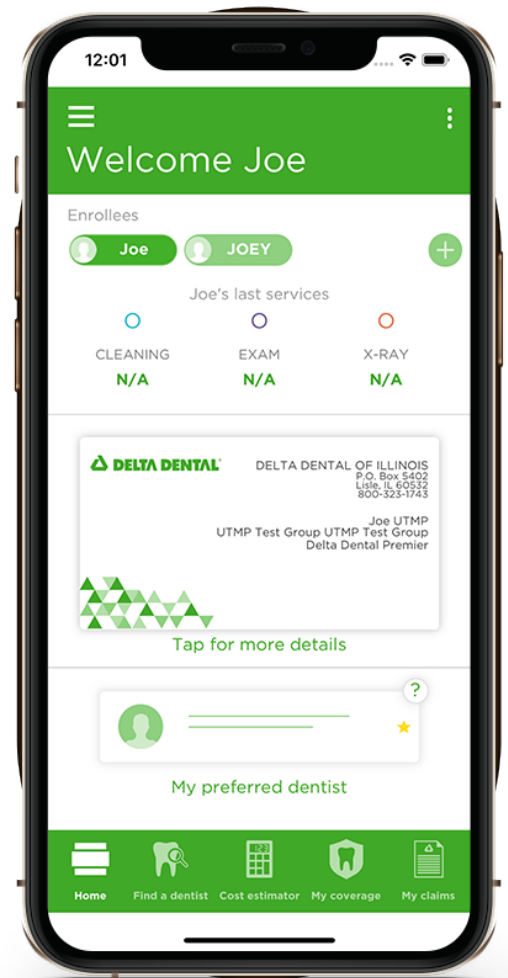 12:01
Welcome Joe
Enrollees
Joe JOEY
Joe's last services
CLEANING EXAM X-RAY
N/A N/A N/A
DELTA DENTAL®
DELTA DENTAL OF ILLINOIS
P.O. Box 5402
Lisle, IL 60532
800-323-1743
Joe UTMP
UTMP Test Group UTMP Test Group
Delta Dental Premier
Tap for more details
?
My preferred dentist
123
Home Find a dentist Cost estimator My coverage My claims